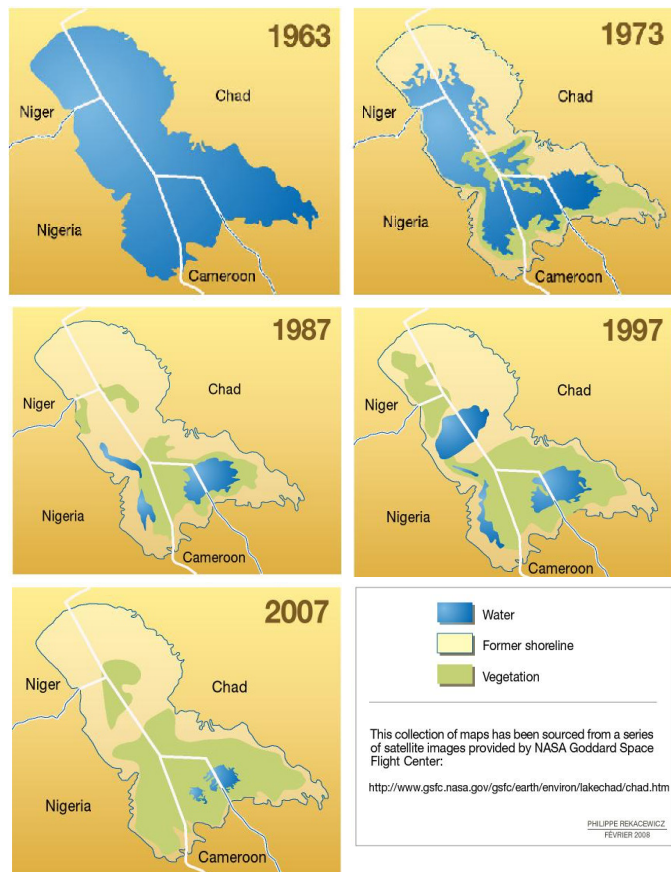 1963
Niger
Chad
Nigeria
Cameroon
1973
Niger
Chad
Nigeria
Cameroon
1987
Niger
Chad
Nigeria
Cameroon
1997
Niger
Chad
Nigeria
Cameroon
2007
Niger
Chad
Nigeria
Cameroon
Water
Former shoreline
Vegetation
This collection of maps has been sourced from a series
of satellite images provided by NASA Goddard Space
Flight Center:
http://www.gsfc.nasa.gov/gsfc/earth/environ/lakechad/chad.htm
PHILIPPE REKACEWICZ
FÉVRIER 2008